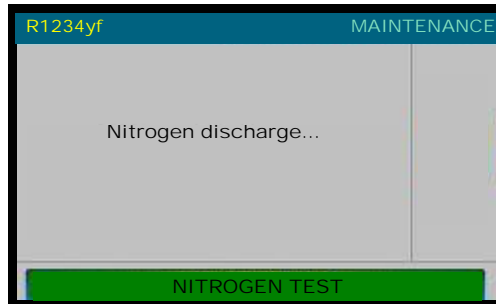 R1234yf MAINTENANCE
Nitrogen discharge...
NITROGEN TEST